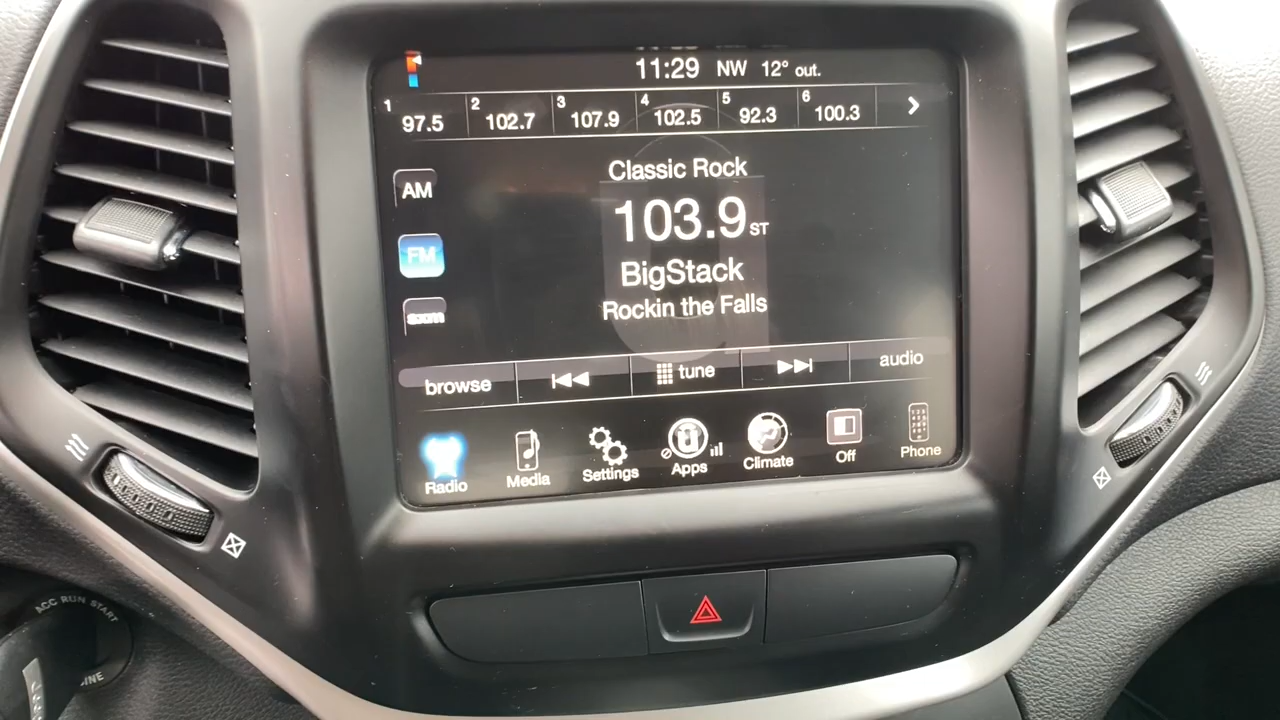 11:29 NW 12° out.
1 97.5 2 102.7 3 107.9 4 102.5 5 92.3 6 100.3
Classic Rock
AM
103.9 ST
FM
BigStack
Rockin the Falls
sxm
browse tune audio
Radio Media Settings Apps Climate Off Phone
ACC RUN START